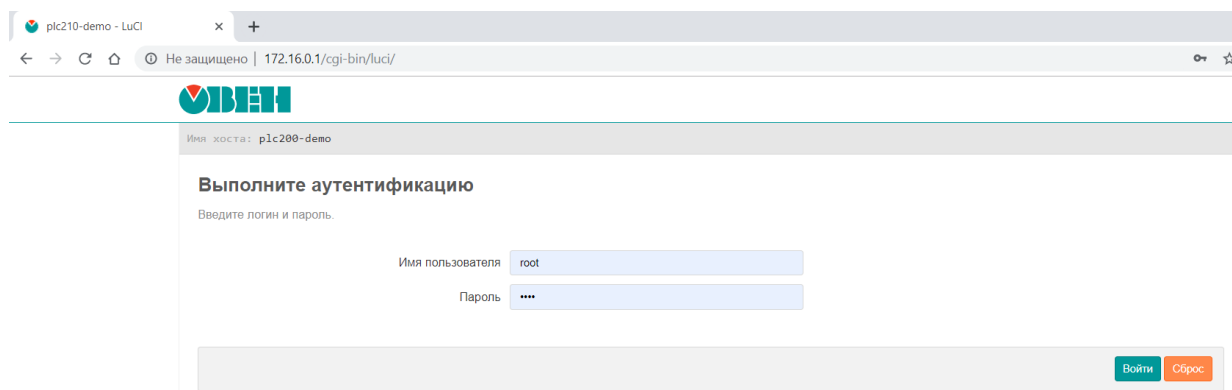 plc210-demo - LuCI
Не защищено | 172.16.0.1/cgi-bin/luci/
ОВЕН
Имя хоста: plc200-demo
Выполните аутентификацию
Введите логин и пароль.
Имя пользователя root
Пароль ••••
Войти Сброс